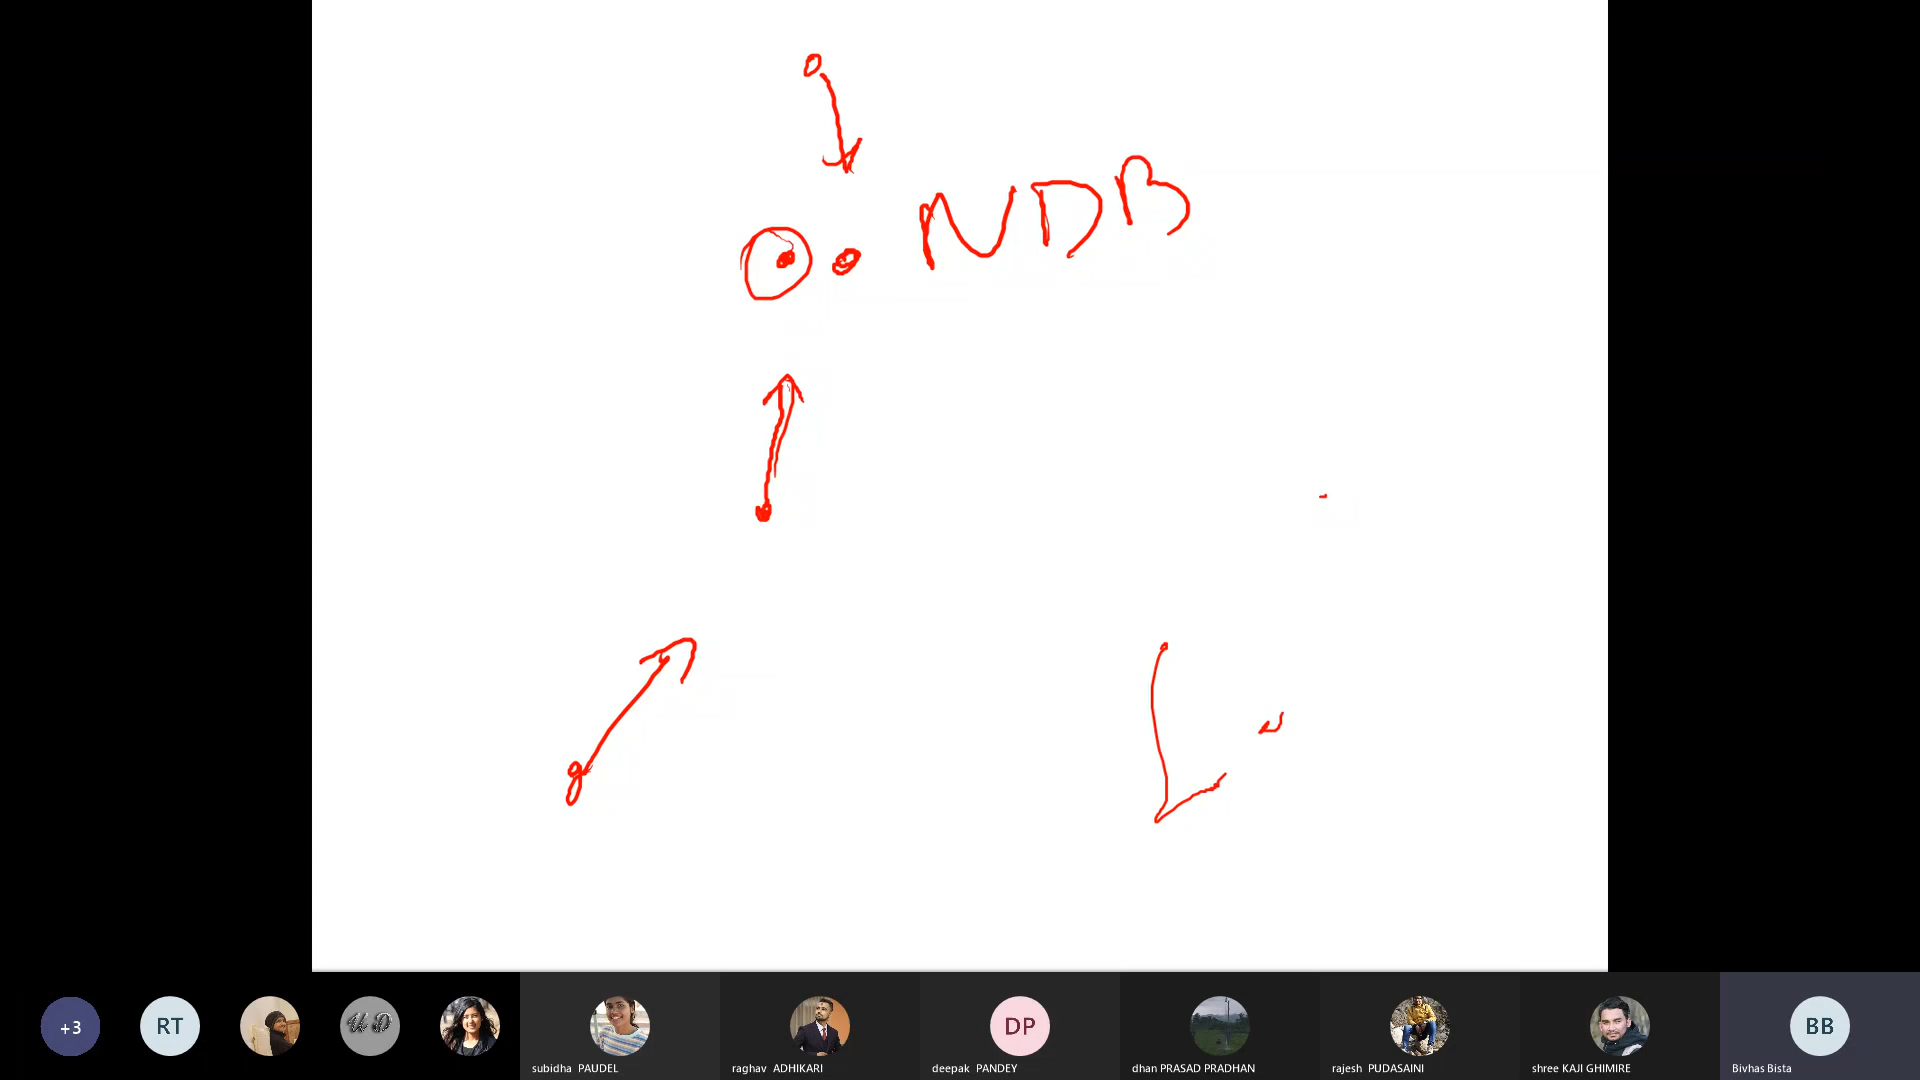 NDB
+3
RT
U D
subidha PAUDEL
raghav ADHIKARI
DP
deepak PANDEY
dhan PRASAD PRADHAN
rajesh PUDASAINI
shree KAJI GHIMIRE
BB
Bivhas Bista